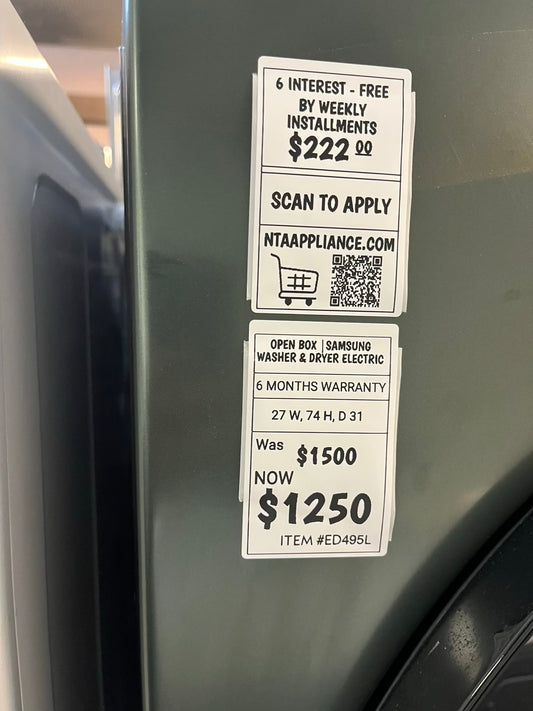 6 INTEREST - FREE
BY WEEKLY
INSTALLMENTS
$222 00
SCAN TO APPLY
NTAAPPLIANCE.COM
OPEN BOX | SAMSUNG
WASHER & DRYER ELECTRIC
6 MONTHS WARRANTY
27 W, 74 H, D 31
Was $1500
NOW
$1250
ITEM #ED495L